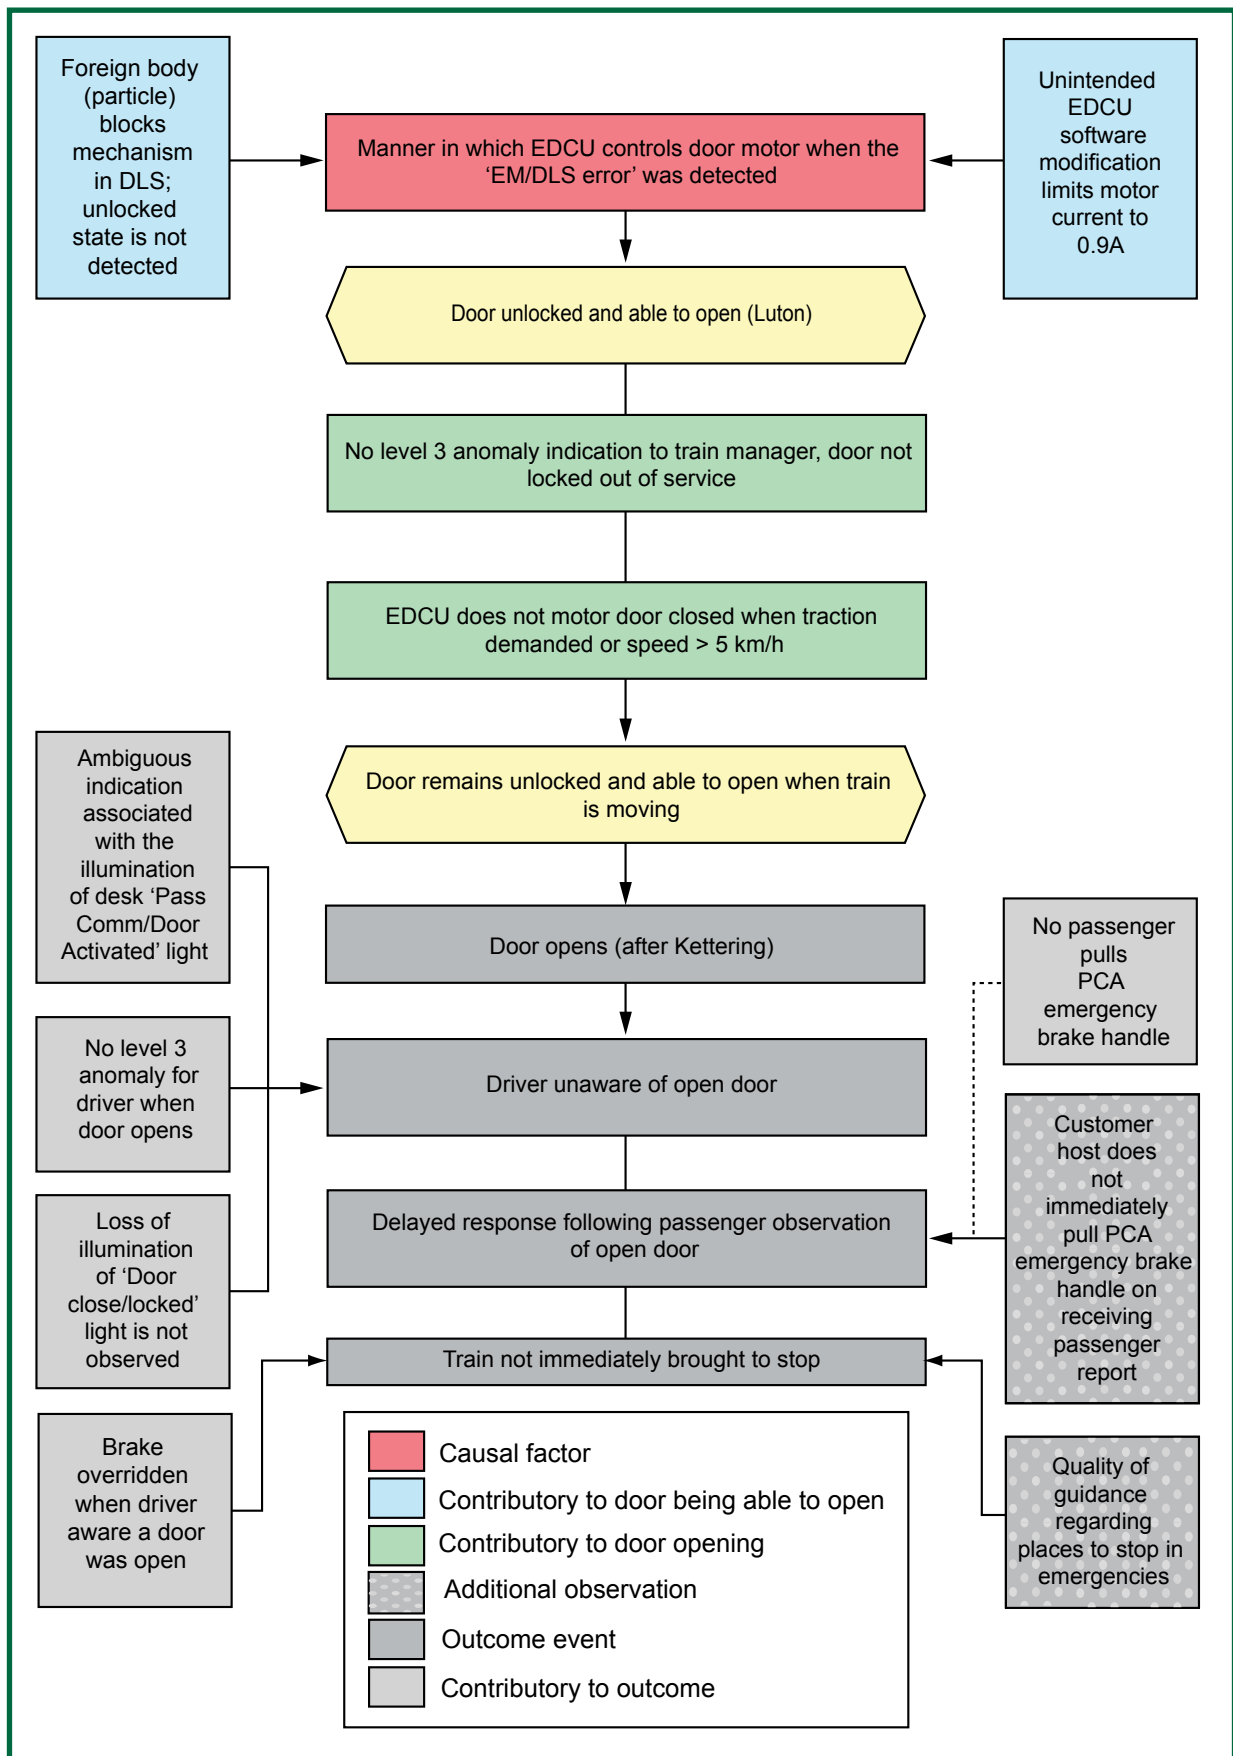 Foreign body
(particle)
blocks
mechanism
in DLS;
unlocked
state is not
detected
Manner in which EDCU controls door motor when the
‘EM/DLS error’ was detected
Unintended
EDCU
software
modification
limits motor
current to
0.9A
Door unlocked and able to open (Luton)
No level 3 anomaly indication to train manager, door not
locked out of service
EDCU does not motor door closed when traction
demanded or speed > 5 km/h
Door remains unlocked and able to open when train
is moving
Ambiguous
indication
associated
with the
illumination
of desk ‘Pass
Comm/Door
Activated’ light
Door opens (after Kettering)
No passenger
pulls
PCA
emergency
brake handle
No level 3
anomaly for
driver when
door opens
Driver unaware of open door
Customer
host does
not
immediately
pull PCA
emergency brake
handle on
receiving
passenger
report
Loss of
illumination
of ‘Door
close/locked’
light is not
observed
Delayed response following passenger observation
of open door
Train not immediately brought to stop
Brake
overridden
when driver
aware a door
was open
Quality of
guidance
regarding
places to stop in
emergencies
Causal factor
Contributory to door being able to open
Contributory to door opening
Additional observation
Outcome event
Contributory to outcome